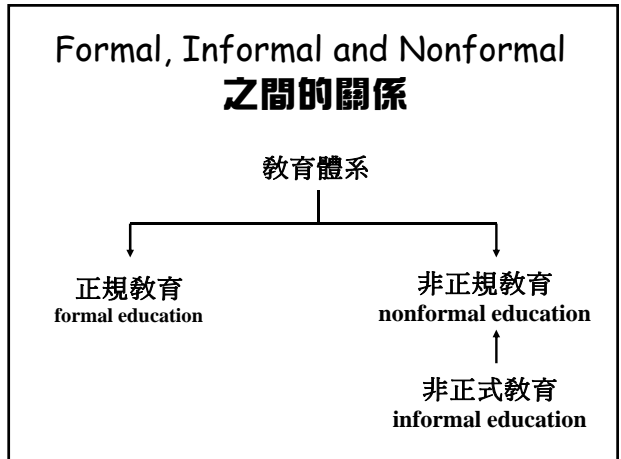 Formal, Informal and Nonformal
之間的關係
教育體系
正規教育
formal education
非正規教育
nonformal education
非正式教育
informal education